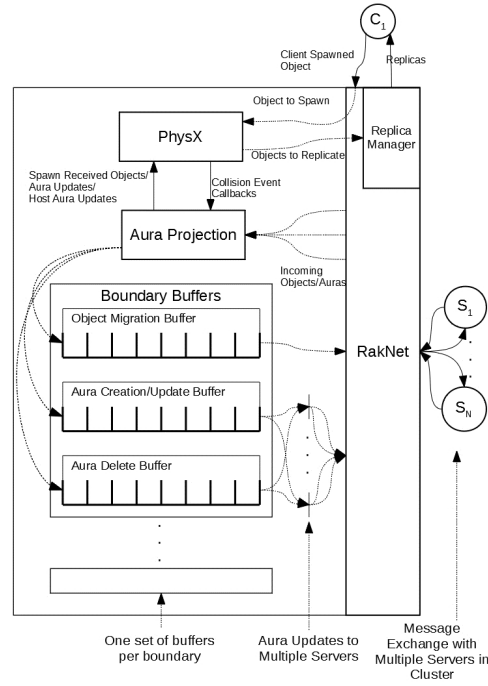 C1
Client Spawned
Object
Replicas
Object to Spawn
PhysX
Replica
Manager
Objects to Replicate
Spawn Received Objects/
Aura Updates/
Host Aura Updates
Collision Event
Callbacks
Aura Projection
Incoming
Objects/Auras
Boundary Buffers
Object Migration Buffer
S1
RakNet
Aura Creation/Update Buffer
SN
Aura Delete Buffer
One set of buffers
per boundary
Aura Updates to
Multiple Servers
Message
Exchange with
Multiple Servers in
Cluster